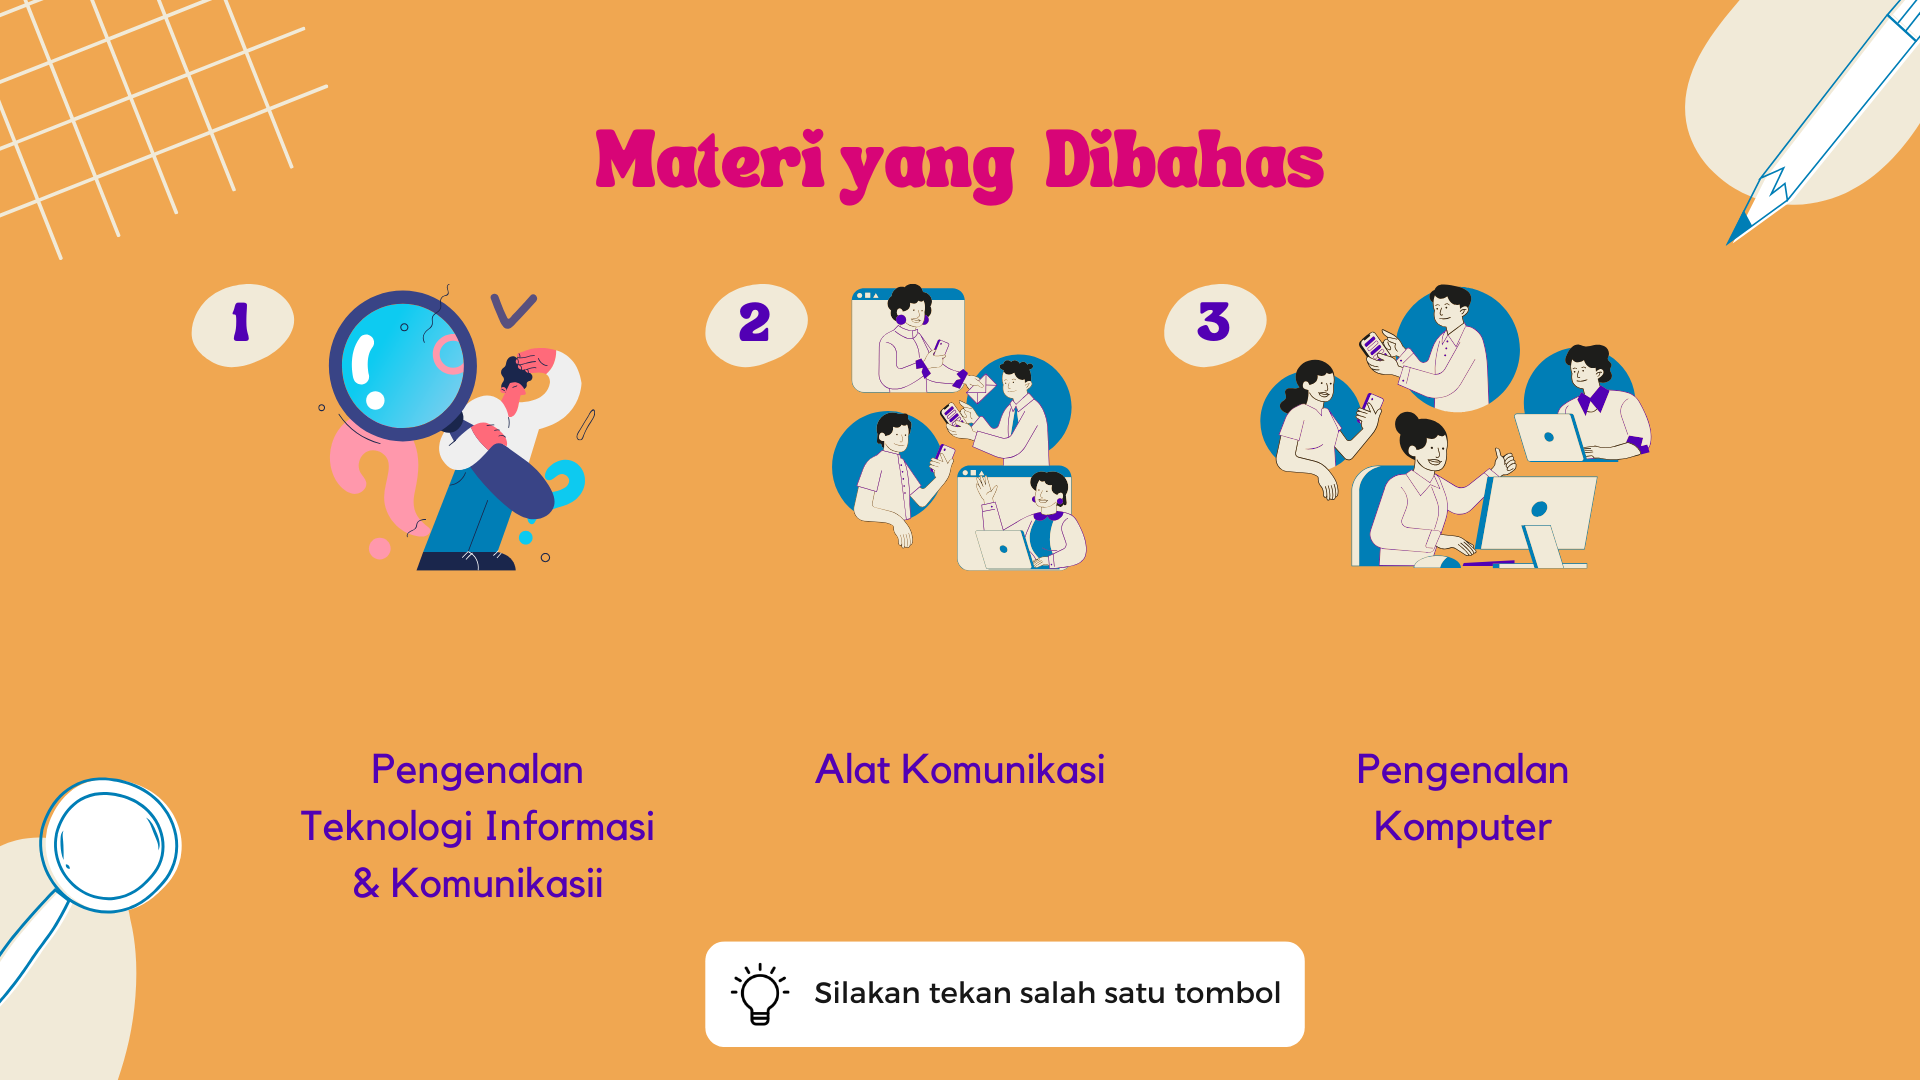 Materi yang Dibahas
1
2
3
Pengenalan
Teknologi Informasi
& Komunikasii
Alat Komunikasi
Pengenalan
Komputer
Silakan tekan salah satu tombol